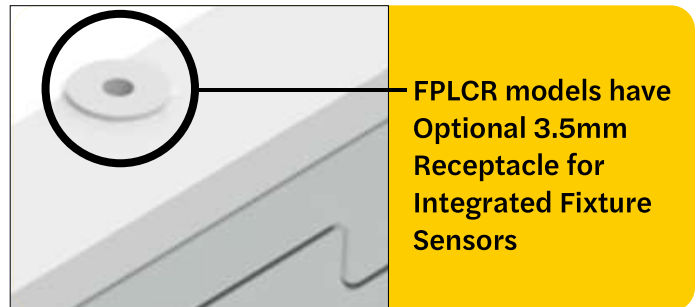 FPLCR models have
Optional 3.5mm
Receptacle for
Integrated Fixture
Sensors